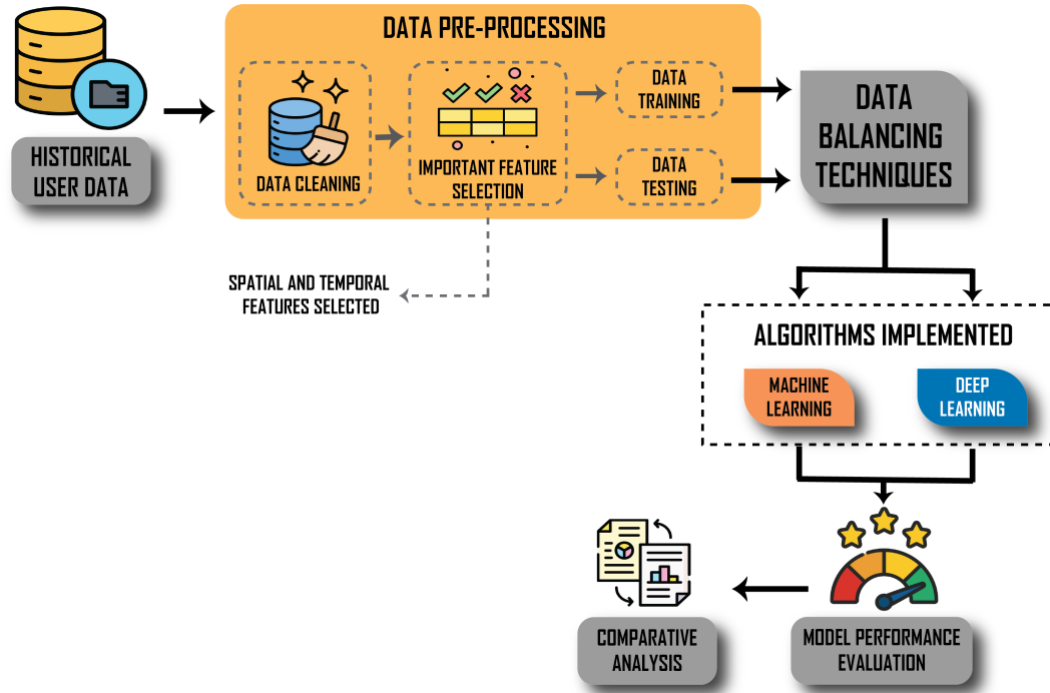 DATA PRE-PROCESSING
HISTORICAL
USER DATA
DATA CLEANING
IMPORTANT FEATURE
SELECTION
DATA
TRAINING
DATA
TESTING
DATA
BALANCING
TECHNIQUES
SPATIAL AND TEMPORAL
FEATURES SELECTED
ALGORITHMS IMPLEMENTED
MACHINE
LEARNING
DEEP
LEARNING
COMPARATIVE
ANALYSIS
MODEL PERFORMANCE
EVALUATION